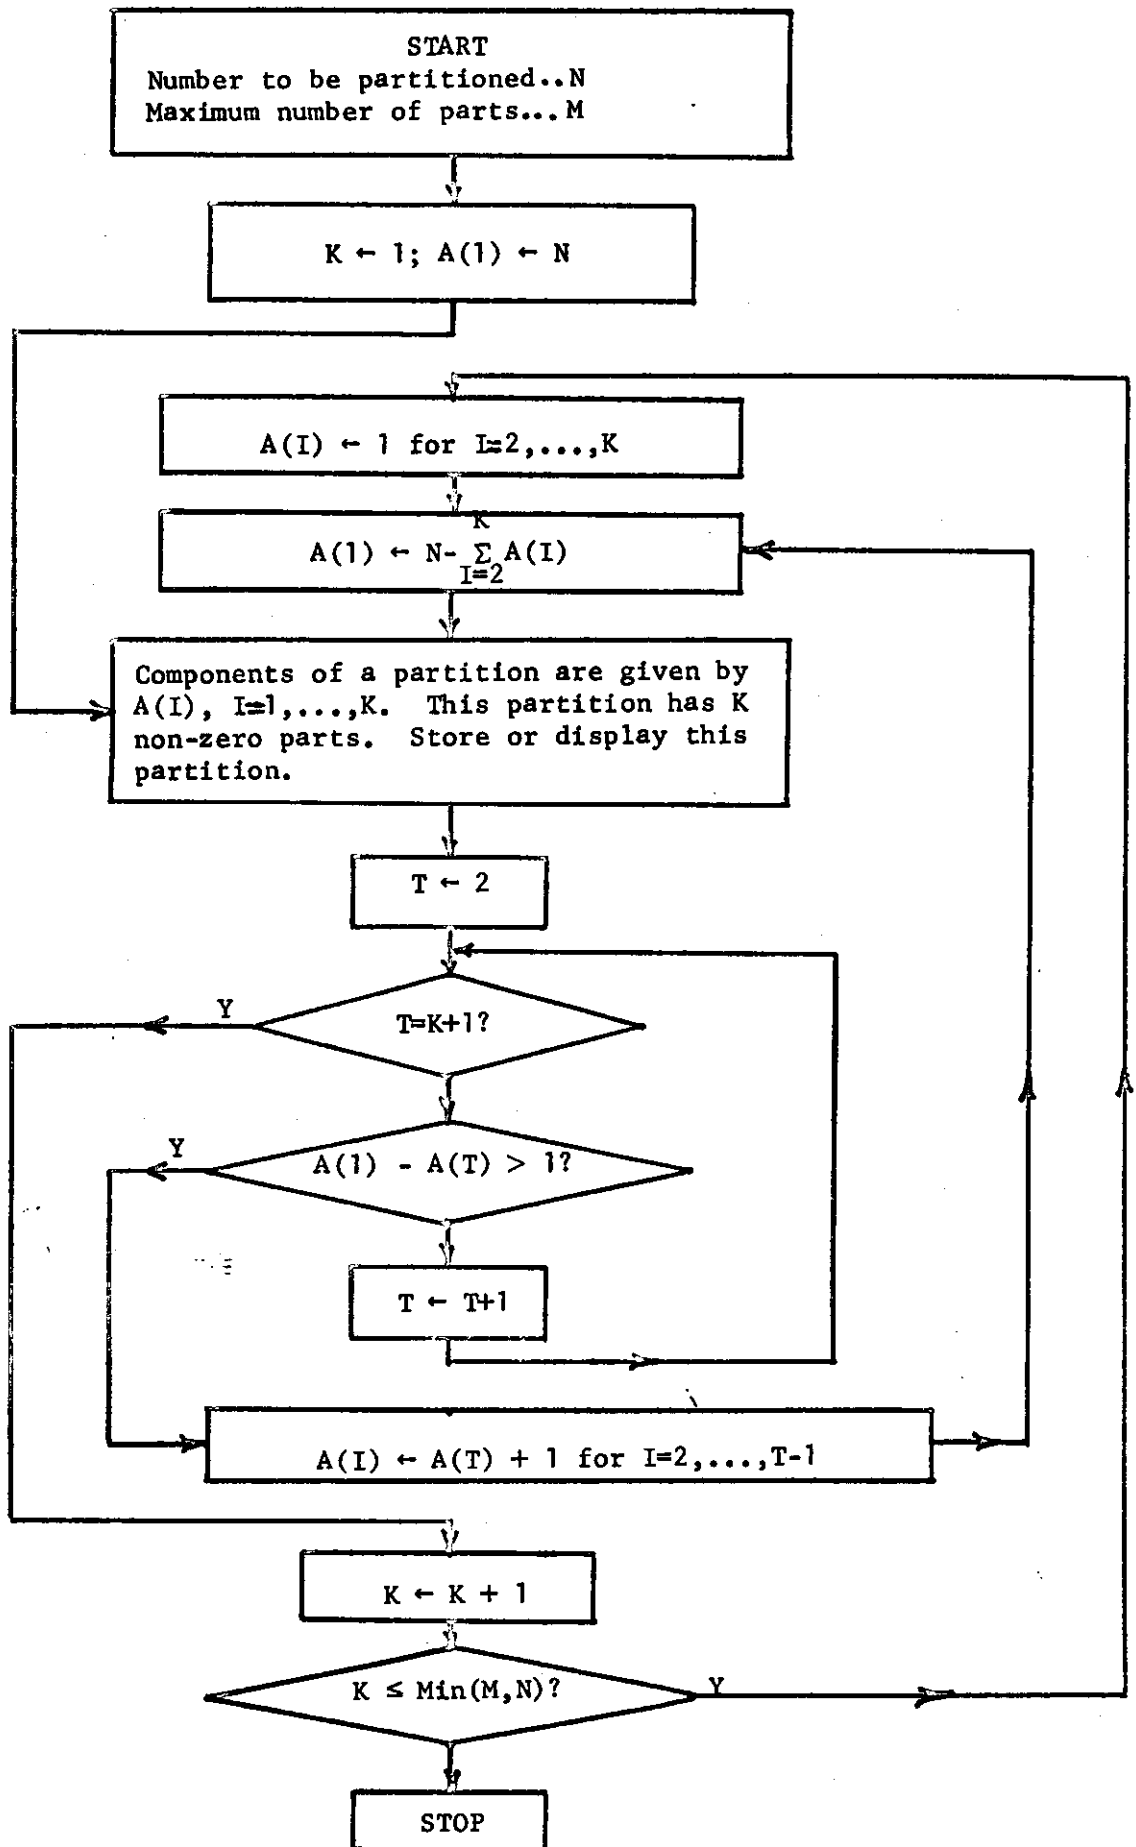 START
Number to be partitioned..N
Maximum number of parts...M
K ← 1; A(1) ← N
A(I) ← 1 for I=2,...,K
K
A(1) ← N- Σ A(I)
I=2
Components of a partition are given by
A(I), I=1,...,K. This partition has K
non-zero parts. Store or display this
partition.
T ← 2
Y
T=K+1?
Y
A(1) - A(T) > 1?
T ← T+1
A(I) ← A(T) + 1 for I=2,...,T-1
K ← K + 1
K ≤ Min(M,N)?
Y
STOP